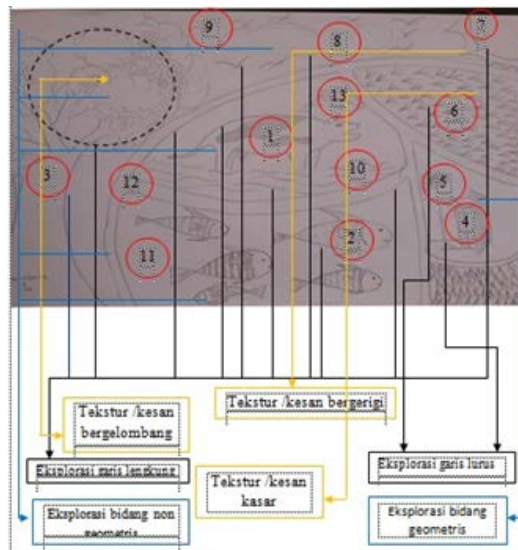 9
8
13
6
1
3
12
10
5
4
2
11
Tekstur /kesan
bergelombang
Tekstur /kesan bergerigi
Eksplorasi garis lengkung
Eksplorasi garis lurus
Tekstur /kesan
kasar
Eksplorasi bidang non
geometris
Eksplorasi bidang
geometris